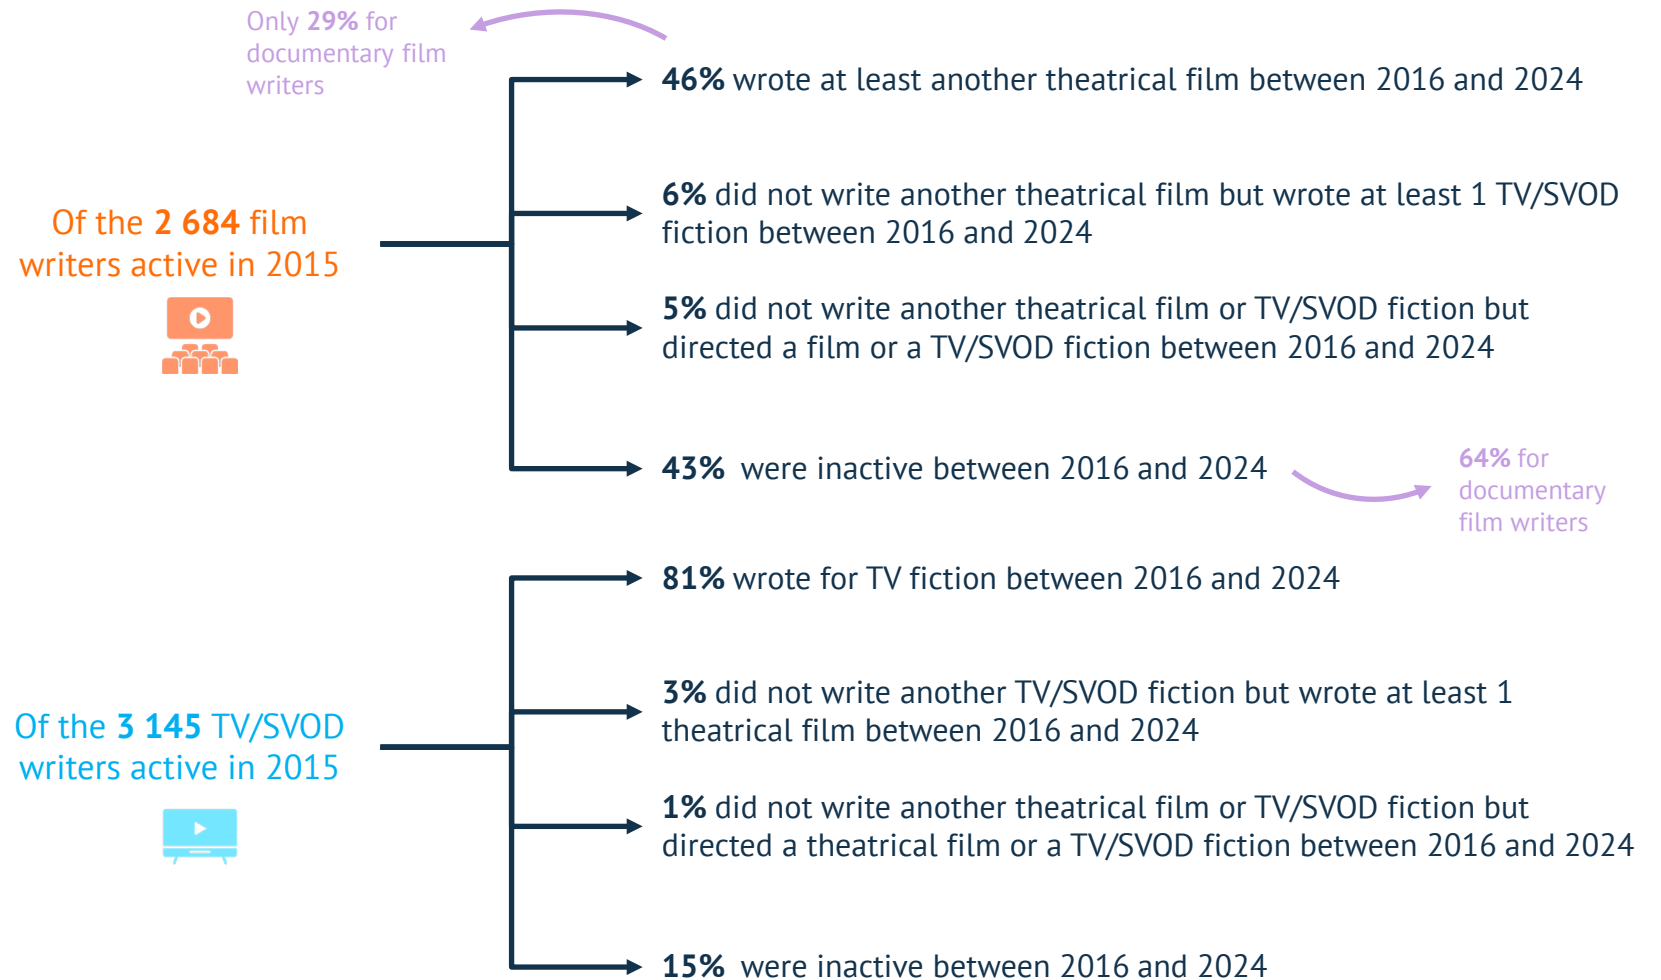 Only 29% for
documentary film
writers
46% wrote at least another theatrical film between 2016 and 2024
6% did not write another theatrical film but wrote at least 1 TV/SVOD
fiction between 2016 and 2024
Of the 2 684 film
writers active in 2015
5% did not write another theatrical film or TV/SVOD fiction but
directed a film or a TV/SVOD fiction between 2016 and 2024
43% were inactive between 2016 and 2024
64% for
documentary
film writers
81% wrote for TV fiction between 2016 and 2024
3% did not write another TV/SVOD fiction but wrote at least 1
theatrical film between 2016 and 2024
Of the 3 145 TV/SVOD
writers active in 2015
1% did not write another theatrical film or TV/SVOD fiction but
directed a theatrical film or a TV/SVOD fiction between 2016 and 2024
15% were inactive between 2016 and 2024